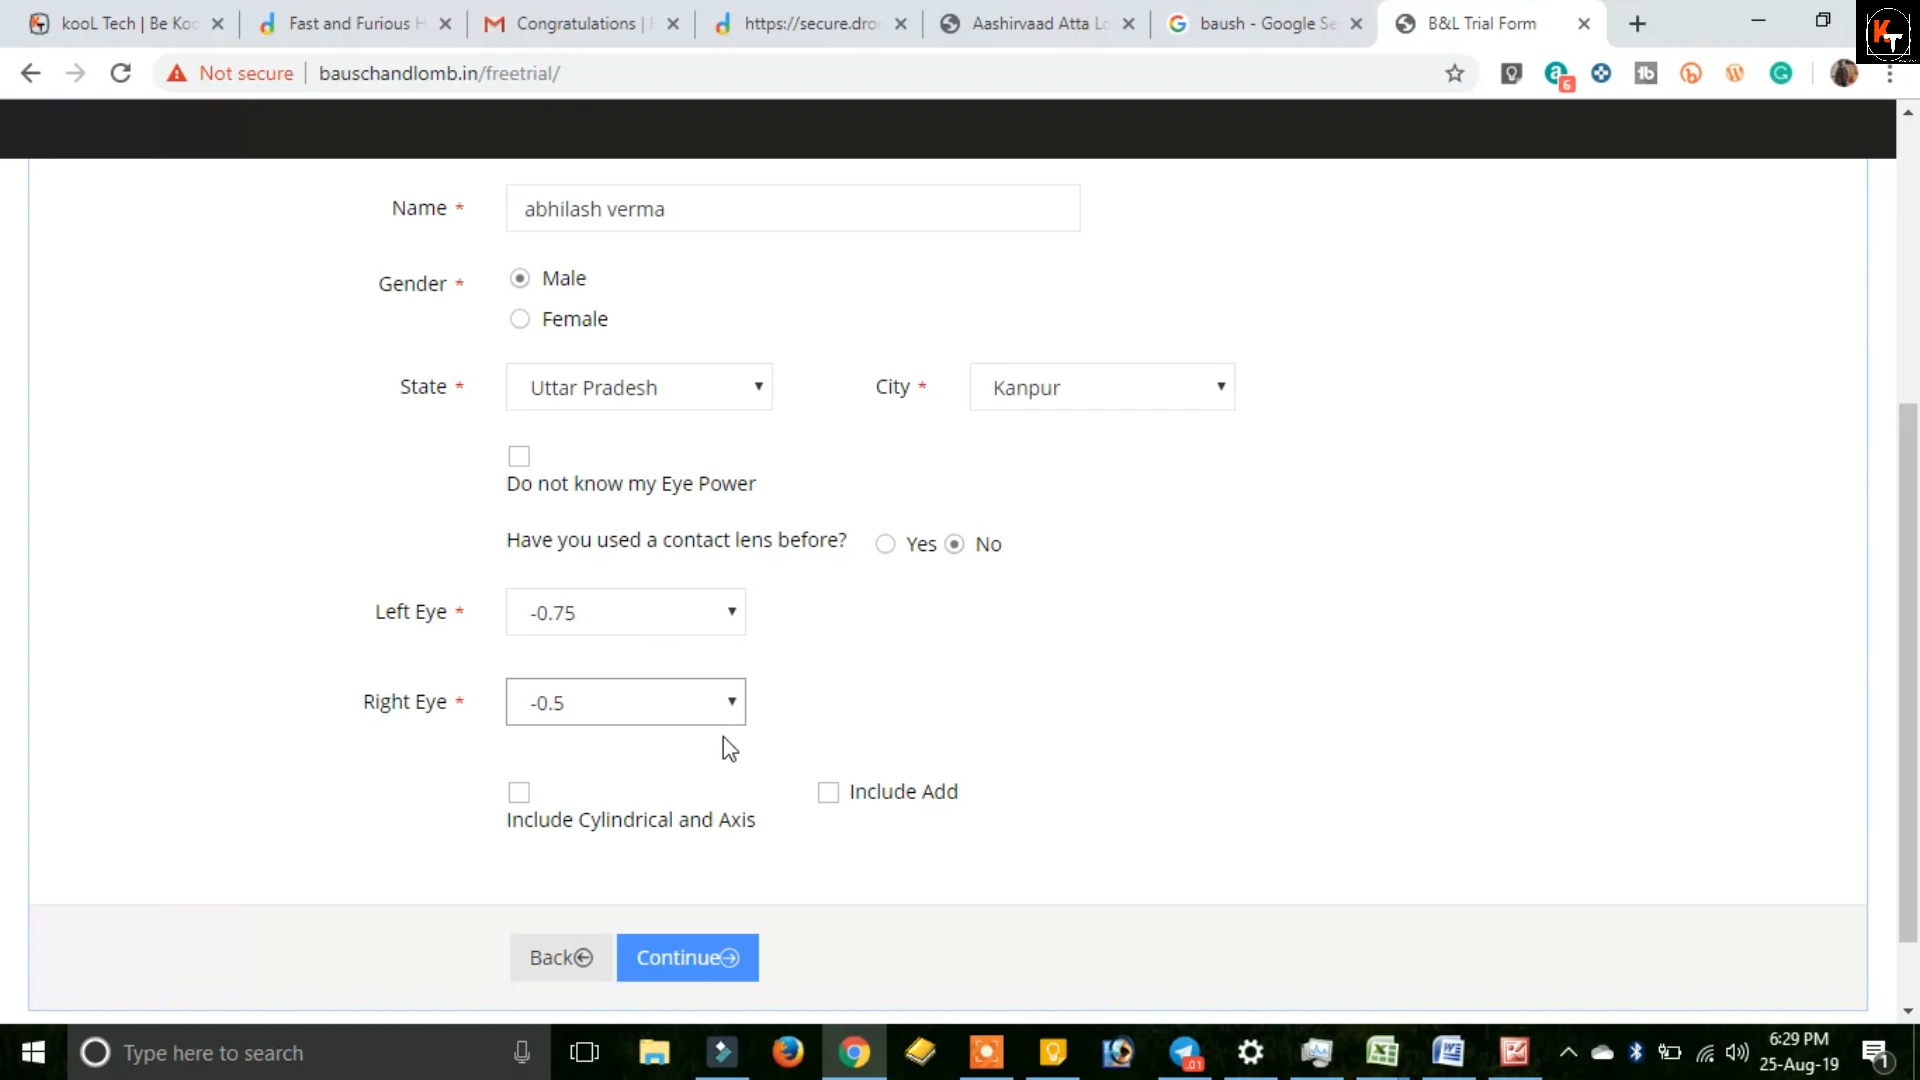 kooL Tech | Be Koo
Fast and Furious H
Congratulations |
https://secure.dro
Aashirvaad Atta Lo
baush - Google Se
B&L Trial Form
KT
Not secure
bauschandlomb.in/freetrial/
6
Name *
abhilash verma
Gender *
Male
Female
State *
Uttar Pradesh
City *
Kanpur
Do not know my Eye Power
Have you used a contact lens before?
Yes
No
Left Eye *
-0.75
Right Eye *
-0.5
Include Cylindrical and Axis
Include Add
Back
Continue
Type here to search
6:29 PM
25-Aug-19
1